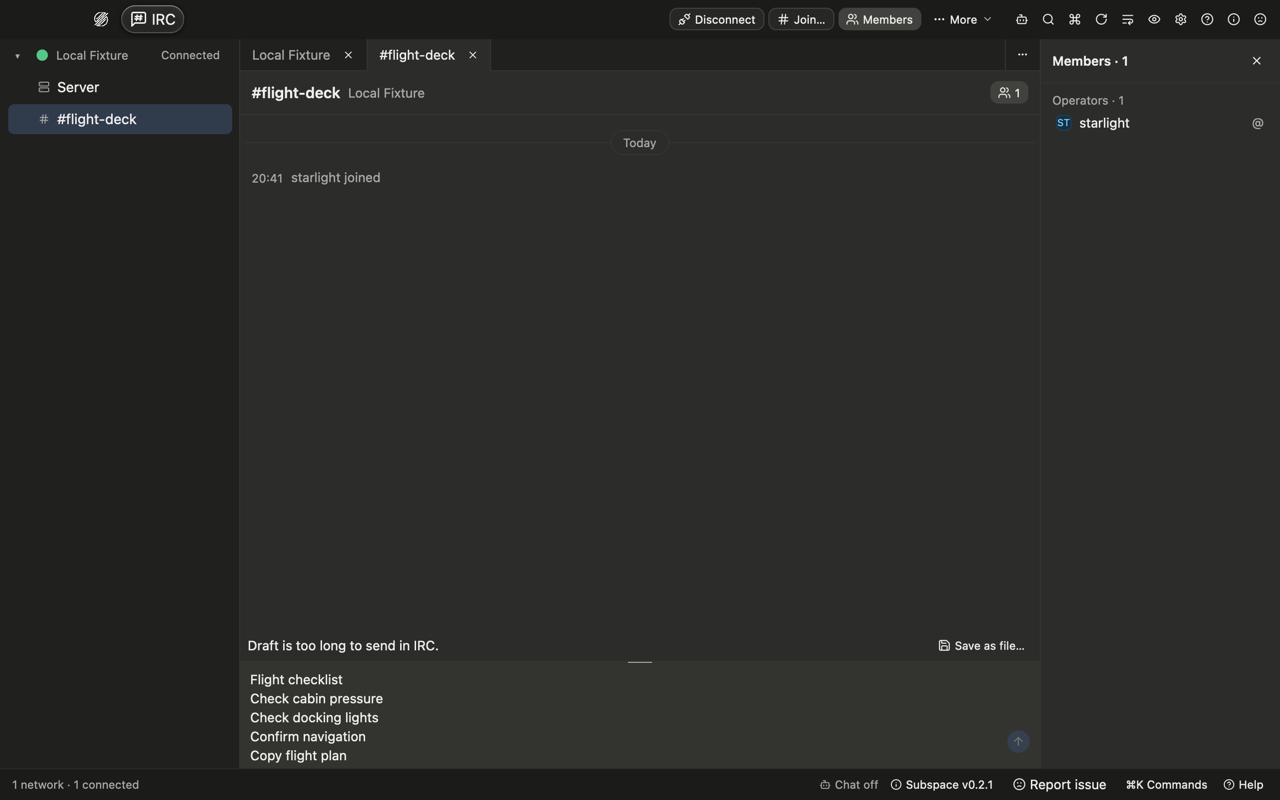 IRC
Disconnect
Join...
Members
More
Local Fixture
Connected
Server
# #flight-deck
Local Fixture
#flight-deck
#flight-deck Local Fixture
1
Today
20:41 starlight joined
Draft is too long to send in IRC.
Save as file...
Flight checklist
Check cabin pressure
Check docking lights
Confirm navigation
Copy flight plan
Members · 1
Operators · 1
ST starlight @
1 network · 1 connected
Chat off
Subspace v0.2.1
Report issue
⌘K Commands
Help